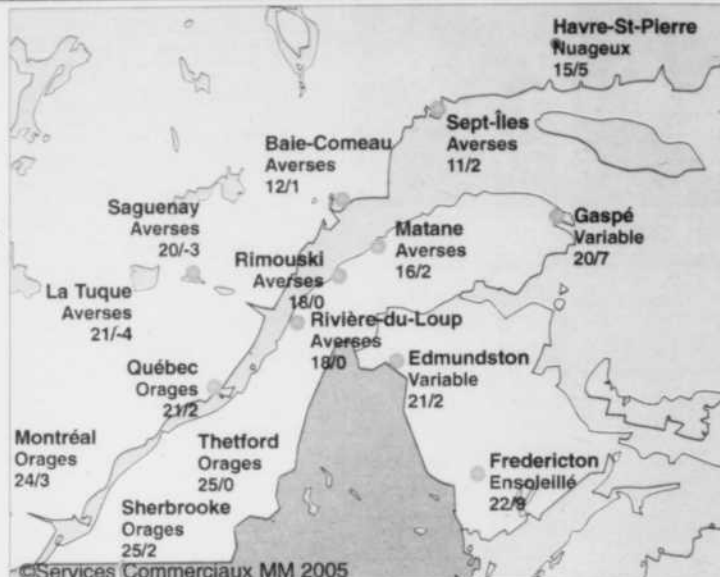 Havre-St-Pierre
Nuageux
15/5
Sept-Îles
Averses
11/2
Baie-Comeau
Averses
12/1
Saguenay
Averses
20/-3
Matane
Averses
16/2
Gaspé
Variable
20/7
Rimouski
Averses
18/0
La Tuque
Averses
21/-4
Rivière-du-Loup
Averses
18/0
Québec
Orages
21/2
Edmundston
Variable
21/2
Montréal
Orages
24/3
Thetford
Orages
25/0
Fredericton
Ensoleillé
22/9
Sherbrooke
Orages
25/2
©Services Commerciaux MM 2005